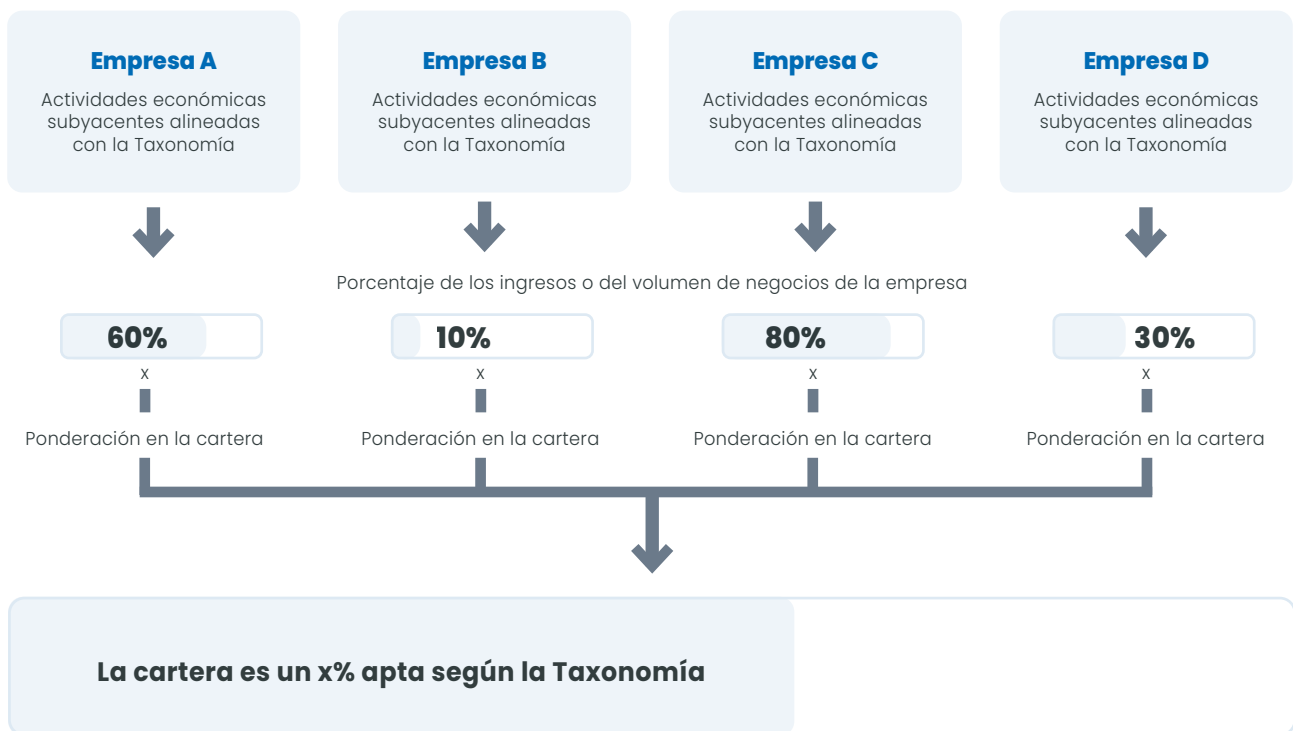 Empresa A
Actividades económicas
subyacentes alineadas
con la Taxonomía
Empresa B
Actividades económicas
subyacentes alineadas
con la Taxonomía
Empresa C
Actividades económicas
subyacentes alineadas
con la Taxonomía
Empresa D
Actividades económicas
subyacentes alineadas
con la Taxonomía
Porcentaje de los ingresos o del volumen de negocios de la empresa
60%
10%
80%
30%
x
x
x
x
Ponderación en la cartera
Ponderación en la cartera
Ponderación en la cartera
Ponderación en la cartera
La cartera es un x% apta según la Taxonomía